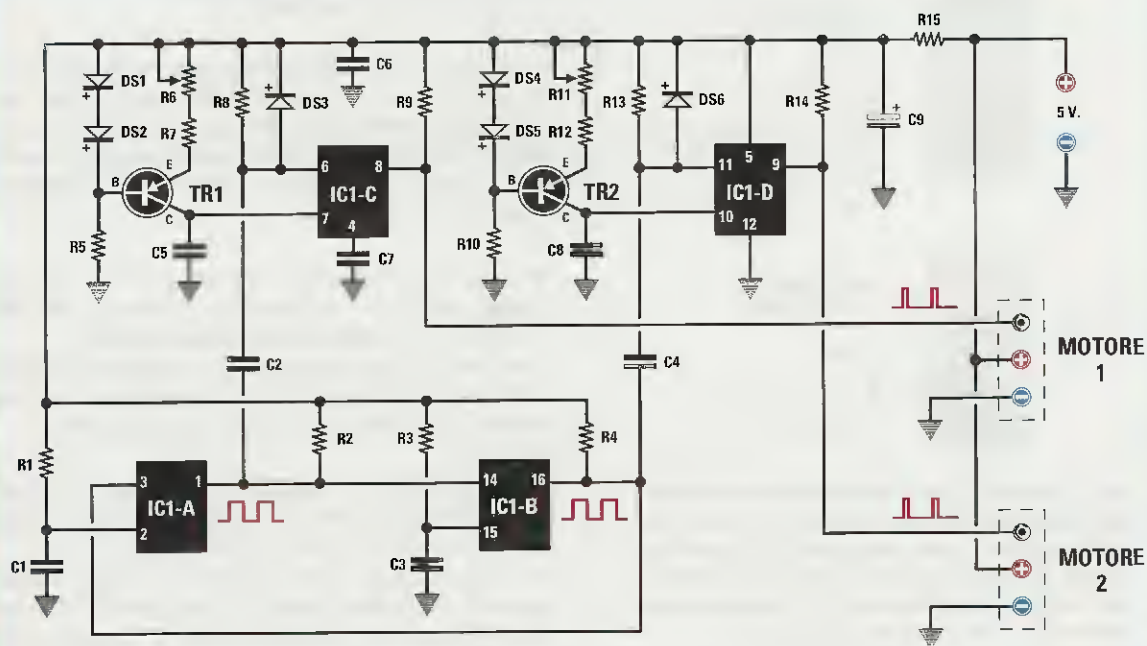 R15
DS1
R6
R8
DS3
C6
R9
DS4
R11
R13
DS6
R14
C9
5 V.
DS2
R7
DS5
R12
E
B
C
TR1
6
8
IC1-C
7
4
E
B
C
TR2
11
5
9
IC1-D
10
12
R5
C5
C7
R10
C8
C2
C4
MOTORE
1
R1
R2
R3
R4
3
1
IC1-A
2
14
16
IC1-B
15
C1
C3
MOTORE
2